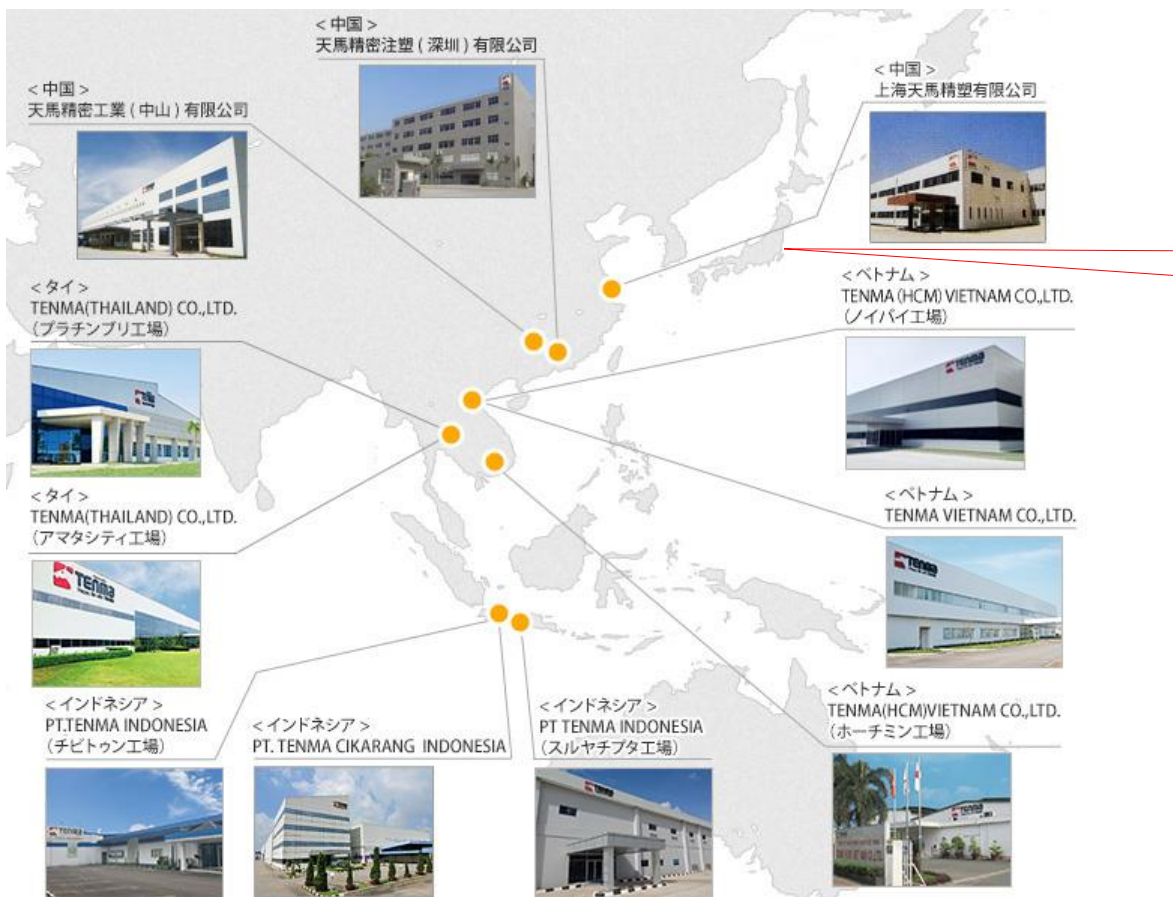 < 中国 >
天馬精密注塑 ( 深圳 ) 有限公司
< 中国 >
天馬精密工業 ( 中山 ) 有限公司
< 中国 >
上海天馬精塑有限公司
< タイ >
TENMA(THAILAND) CO.,LTD.
（プラチンブリ工場）
< ベトナム >
TENMA (HCM) VIETNAM CO.,LTD.
（ノイバイ工場）
TENMA
< タイ >
TENMA(THAILAND) CO.,LTD.
（アマタシティ工場）
TENMA
< ベトナム >
TENMA VIETNAM CO.,LTD.
TENMA
< インドネシア >
PT.TENMA INDONESIA
（チビトゥン工場）
TENMA
< インドネシア >
PT. TENMA CIKARANG INDONESIA
< インドネシア >
PT TENMA INDONESIA
（スルヤチプタ工場）
TENMA
< ベトナム >
TENMA(HCM)VIETNAM CO.,LTD.
（ホーチミン工場）
TENMA